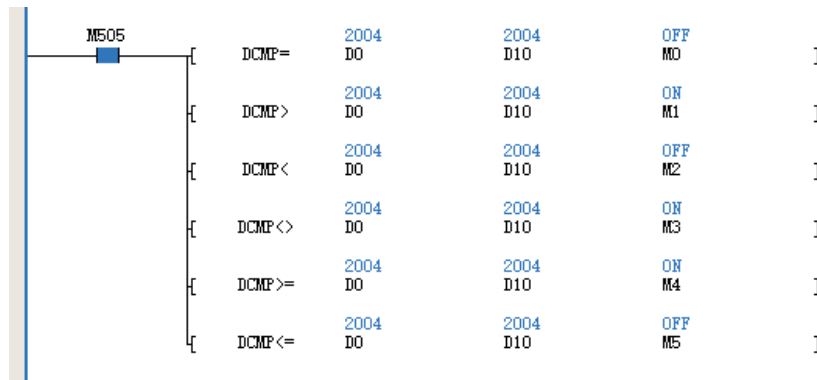 M505
2004 2004 OFF
[ DCMP= D0 D10 M0 ]
2004 2004 ON
[ DCMP> D0 D10 M1 ]
2004 2004 OFF
[ DCMP< D0 D10 M2 ]
2004 2004 ON
[ DCMP<> D0 D10 M3 ]
2004 2004 ON
[ DCMP>= D0 D10 M4 ]
2004 2004 OFF
[ DCMP<= D0 D10 M5 ]